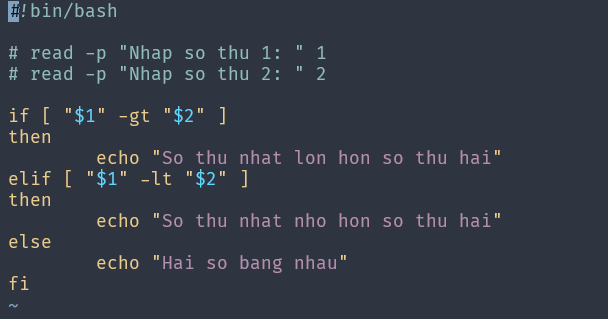 #!bin/bash
# read -p "Nhap so thu 1: " 1
# read -p "Nhap so thu 2: " 2
if [ "$1" -gt "$2" ]
then
echo "So thu nhat lon hon so thu hai"
elif [ "$1" -lt "$2" ]
then
echo "So thu nhat nho hon so thu hai"
else
echo "Hai so bang nhau"
fi
~